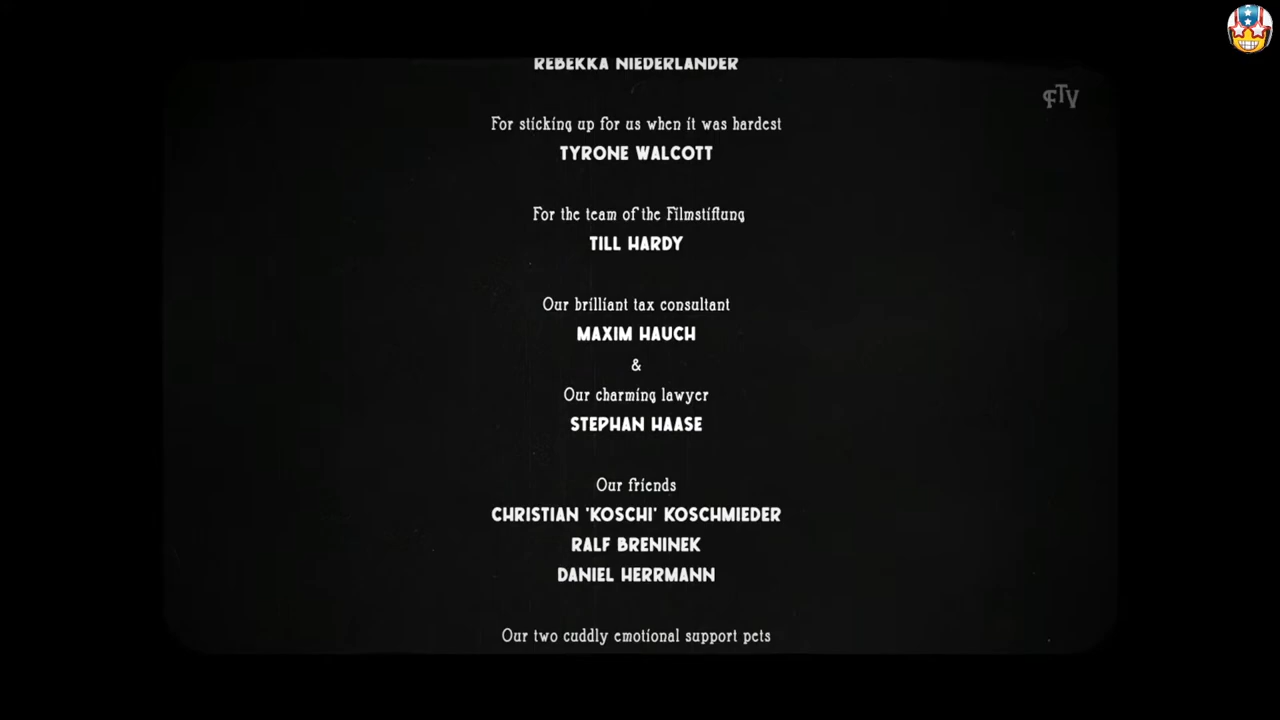 REBEKKA NIEDERLANDER
FTV
For sticking up for us when it was hardest
TYRONE WALCOTT
For the team of the Filmstiftung
TILL HARDY
Our brilliant tax consultant
MAXIM HAUCH
&
Our charming lawyer
STEPHAN HAASE
Our friends
CHRISTIAN 'KOSCHI' KOSCHMIEDER
RALF BRENINEK
DANIEL HERRMANN
Our two cuddly emotional support pets